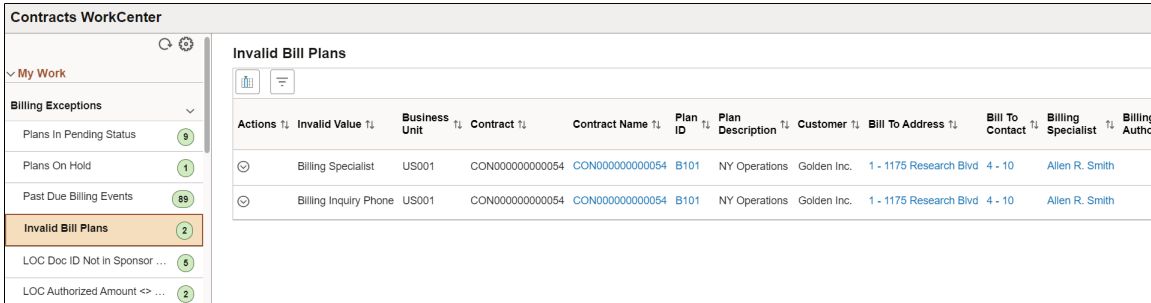 Contracts WorkCenter
My Work
Billing Exceptions
Plans In Pending Status 9
Plans On Hold 1
Past Due Billing Events 89
Invalid Bill Plans 2
LOC Doc ID Not in Sponsor ... 5
LOC Authorized Amount <> ... 2
Invalid Bill Plans
Actions Invalid Value Business Unit Contract Contract Name Plan ID Plan Description Customer Bill To Address Bill To Contact Billing Specialist Billing
Billing Specialist US001 CON000000000054 CON000000000054 B101 NY Operations Golden Inc. 1 - 1175 Research Blvd 4 - 10 Allen R. Smith
Billing Inquiry Phone US001 CON000000000054 CON000000000054 B101 NY Operations Golden Inc. 1 - 1175 Research Blvd 4 - 10 Allen R. Smith